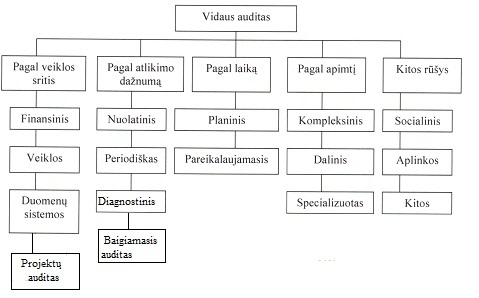 Vidaus auditas
Pagal veiklos
sritis
Pagal atlikimo
dažnumą
Pagal laiką
Pagal apimtį
Kitos rūšys
Finansinis
Nuolatinis
Planinis
Kompleksinis
Socialinis
Veiklos
Periodiškas
Pareikalaujamasis
Dalinis
Aplinkos
Duomenų
sistemos
Diagnostinis
Specializuotas
Kitos
Baigiamasis
auditas
Projektų
auditas